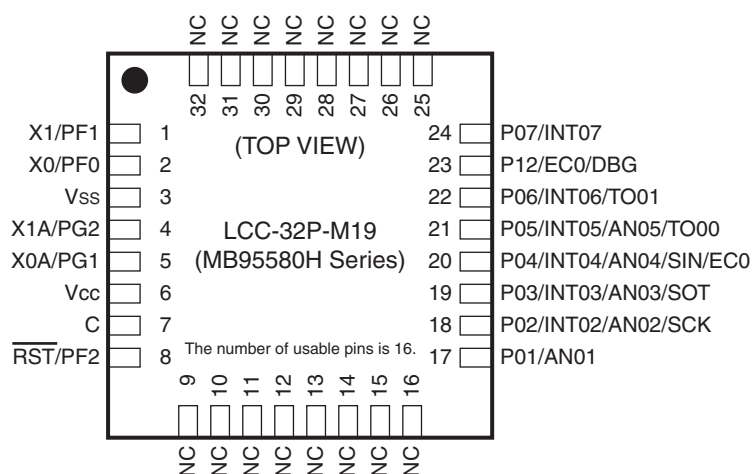 NC NC NC NC NC NC NC NC
32 31 30 29 28 27 26 25
(TOP VIEW)
X1/PF1 1 24 P07/INT07
X0/PF0 2 23 P12/EC0/DBG
Vss 3 22 P06/INT06/TO01
X1A/PG2 4 LCC-32P-M19 21 P05/INT05/AN05/TO00
X0A/PG1 5 (MB95580H Series) 20 P04/INT04/AN04/SIN/EC0
Vcc 6 19 P03/INT03/AN03/SOT
C 7 18 P02/INT02/AN02/SCK
RST/PF2 8 The number of usable pins is 16. 17 P01/AN01
9 10 11 12 13 14 15 16
NC NC NC NC NC NC NC NC